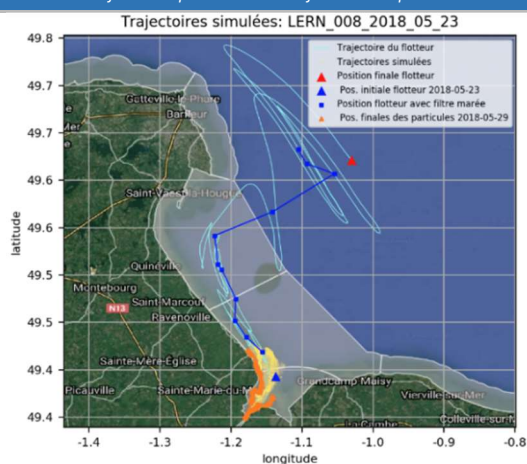 Trajectoires simulées: LERN_008_2018_05_23
Trajectoire du flotteur
Trajectoires simulées
Position finale flotteur
Pos. initiale flotteur 2018-05-23
Position flotteur avec filtre marée
Pos. finales des particules 2018-05-29
latitude
49.8
49.7
49.7
49.6
49.6
49.5
49.5
49.4
49.4
Gatteville-le-Phare
Barfleur
Saint-Vaast-la-Hougue
Quinéville
Montebourg
N13
Saint-Marcouf
Ravenoville
Sainte-Mère-Église
Picauville
Sainte-Marie-du-M
Grandcamp-Maisy
Vierville-sur-Mer
Colleville-sur-M
La Cambe
-1.4
-1.3
-1.2
-1.1
-1.0
-0.9
-0.8
longitude